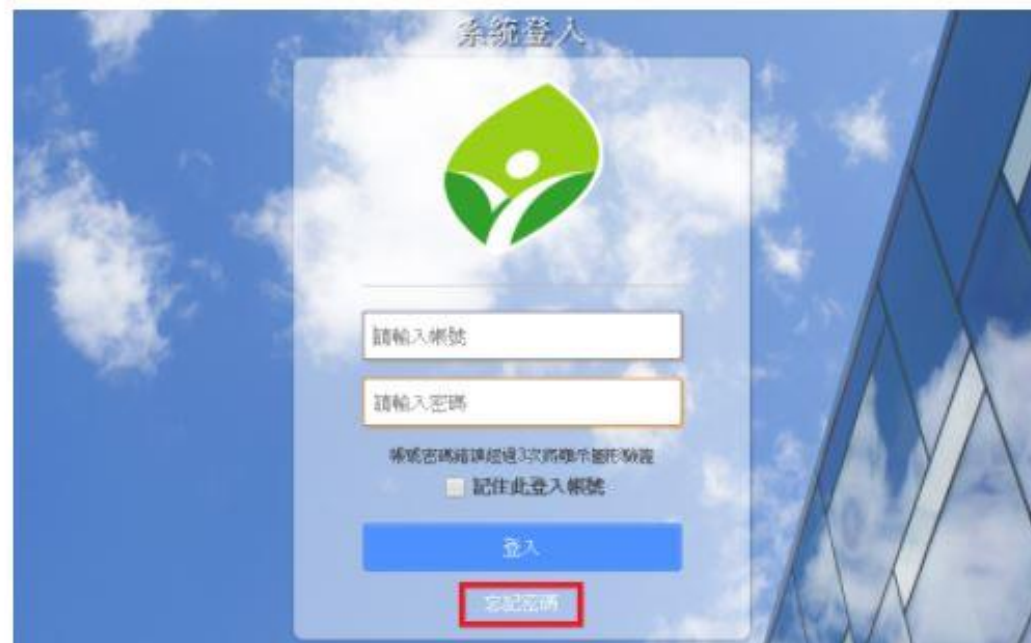 系統登入
請輸入帳號
請輸入密碼
帳號密碼錯誤超過3次將顯示圖形驗證
記住此登入帳號
登入
忘記密碼